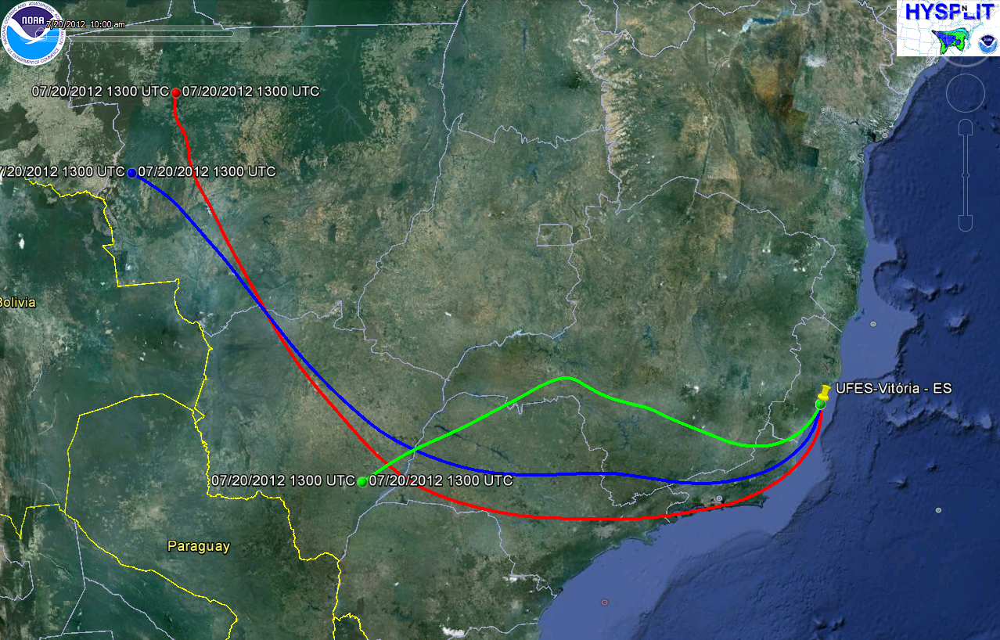 HYSPLIT
NOAA
7/20/2012 10:00 am
07/20/2012 1300 UTC 07/20/2012 1300 UTC
7/20/2012 1300 UTC 07/20/2012 1300 UTC
Bolivia
UFES-Vitória - ES
07/20/2012 1300 UTC 07/20/2012 1300 UTC
Paraguay